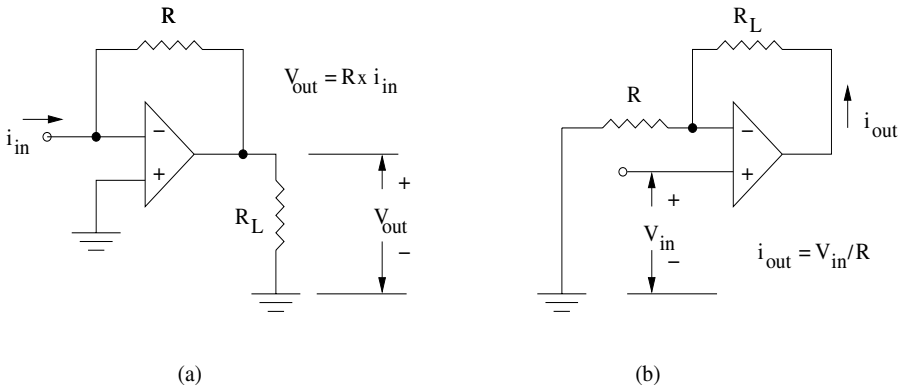 R
V_out = R x i_in
i_in
−
+
R_L
+
V_out
−
(a)
R_L
R
i_out
−
+
+
V_in
−
i_out = V_in/R
(b)